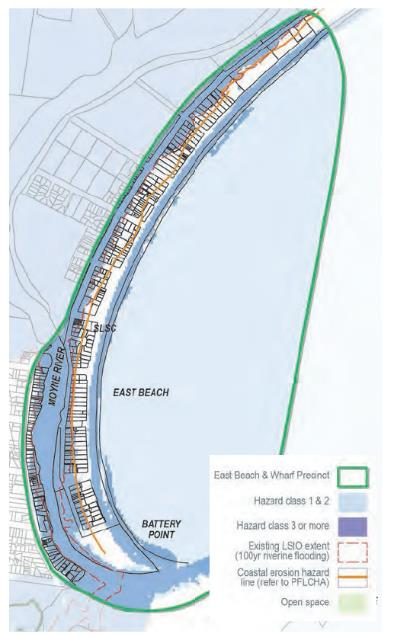 SLSC
MOYNE RIVER
EAST BEACH
BATTERY
POINT
East Beach & Wharf Precinct
Hazard class 1 & 2
Hazard class 3 or more
Existing LSIO extent
(100yr riverine flooding)
Coastal erosion hazard
line (refer to PFLCHA)
Open space